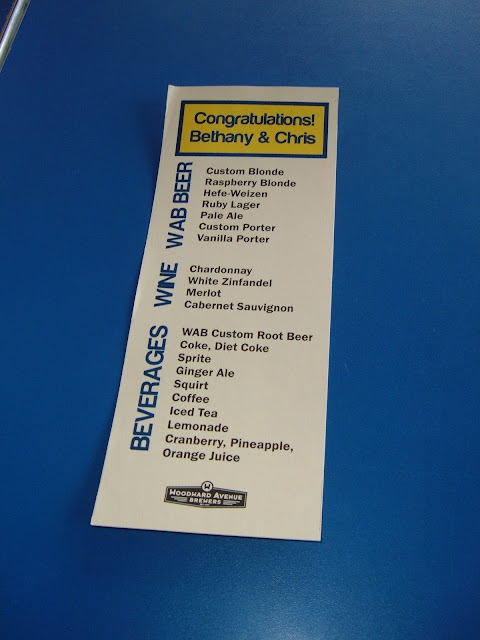 Congratulations!
Bethany & Chris
WAB BEER
Custom Blonde
Raspberry Blonde
Hefe-Weizen
Ruby Lager
Pale Ale
Custom Porter
Vanilla Porter
WINE
Chardonnay
White Zinfandel
Merlot
Cabernet Sauvignon
BEVERAGES
WAB Custom Root Beer
Coke, Diet Coke
Sprite
Ginger Ale
Squirt
Coffee
Iced Tea
Lemonade
Cranberry, Pineapple,
Orange Juice
W
WOODWARD AVENUE
BREWERS